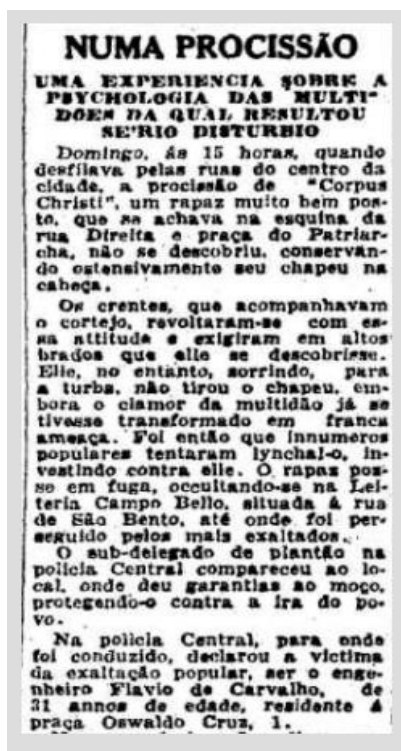 NUMA PROCISSÃO
UMA EXPERIENCIA SOBRE A
PSYCHOLOGIA DAS MULTI-
DÕES DA QUAL RESULTOU
SE'RIO DISTURBIO
Domingo, ás 15 horas, quando
desfilava pelas ruas do centro da
cidade, a procissão de "Corpus
Christi", um rapaz muito bem pos-
to, que se achava na esquina da
rua Direita e praça do Patriar-
cha, não se descobriu, conservan-
do ostensivamente seu chapeu na
cabeça.
Os crentes, que acompanhavam
o cortejo, revoltaram-se com es-
sa attitude e exigiram em altos
brados que elle se descobrisse.
Elle, no entanto, sorrindo, para
a turba, não tirou o chapeu, em-
bora o clamor da multidão já se
tivesse transformado em franca
ameaça. Foi então que innumeros
populares tentaram lynchal-o, in-
vestindo contra elle. O rapaz poz-
se em fuga, occultando-se na Lei-
teria Campo Bello, situada á rua
de São Bento, até onde foi per-
seguido pelos mais exaltados.
O sub-delegado de plantão na
policia Central compareceu ao lo-
cal, onde deu garantias ao moço,
protegendo-o contra a ira do po-
vo.
Na policia Central, para onde
foi conduzido, declarou a victima
da exaltação popular, ser o enge-
nheiro Flavio de Carvalho, de
31 annos de edade, residente á
praça Oswaldo Cruz, 1.